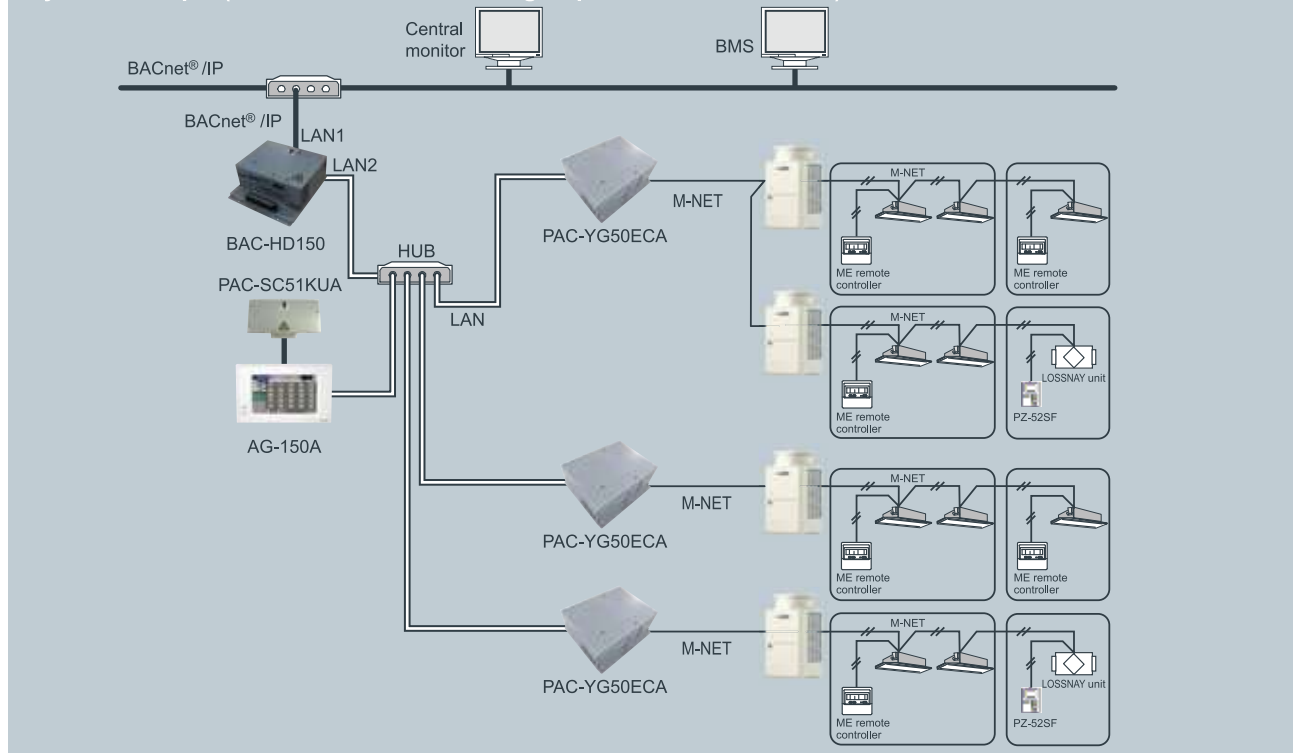 Central
monitor
BMS
BACnet® /IP
BACnet® /IP
LAN1
LAN2
BAC-HD150
HUB
PAC-SC51KUA
LAN
AG-150A
PAC-YG50ECA
M-NET
M-NET
ME remote
controller
ME remote
controller
M-NET
ME remote
controller
LOSSNAY unit
PZ-52SF
PAC-YG50ECA
M-NET
M-NET
ME remote
controller
ME remote
controller
PAC-YG50ECA
M-NET
M-NET
ME remote
controller
LOSSNAY unit
PZ-52SF